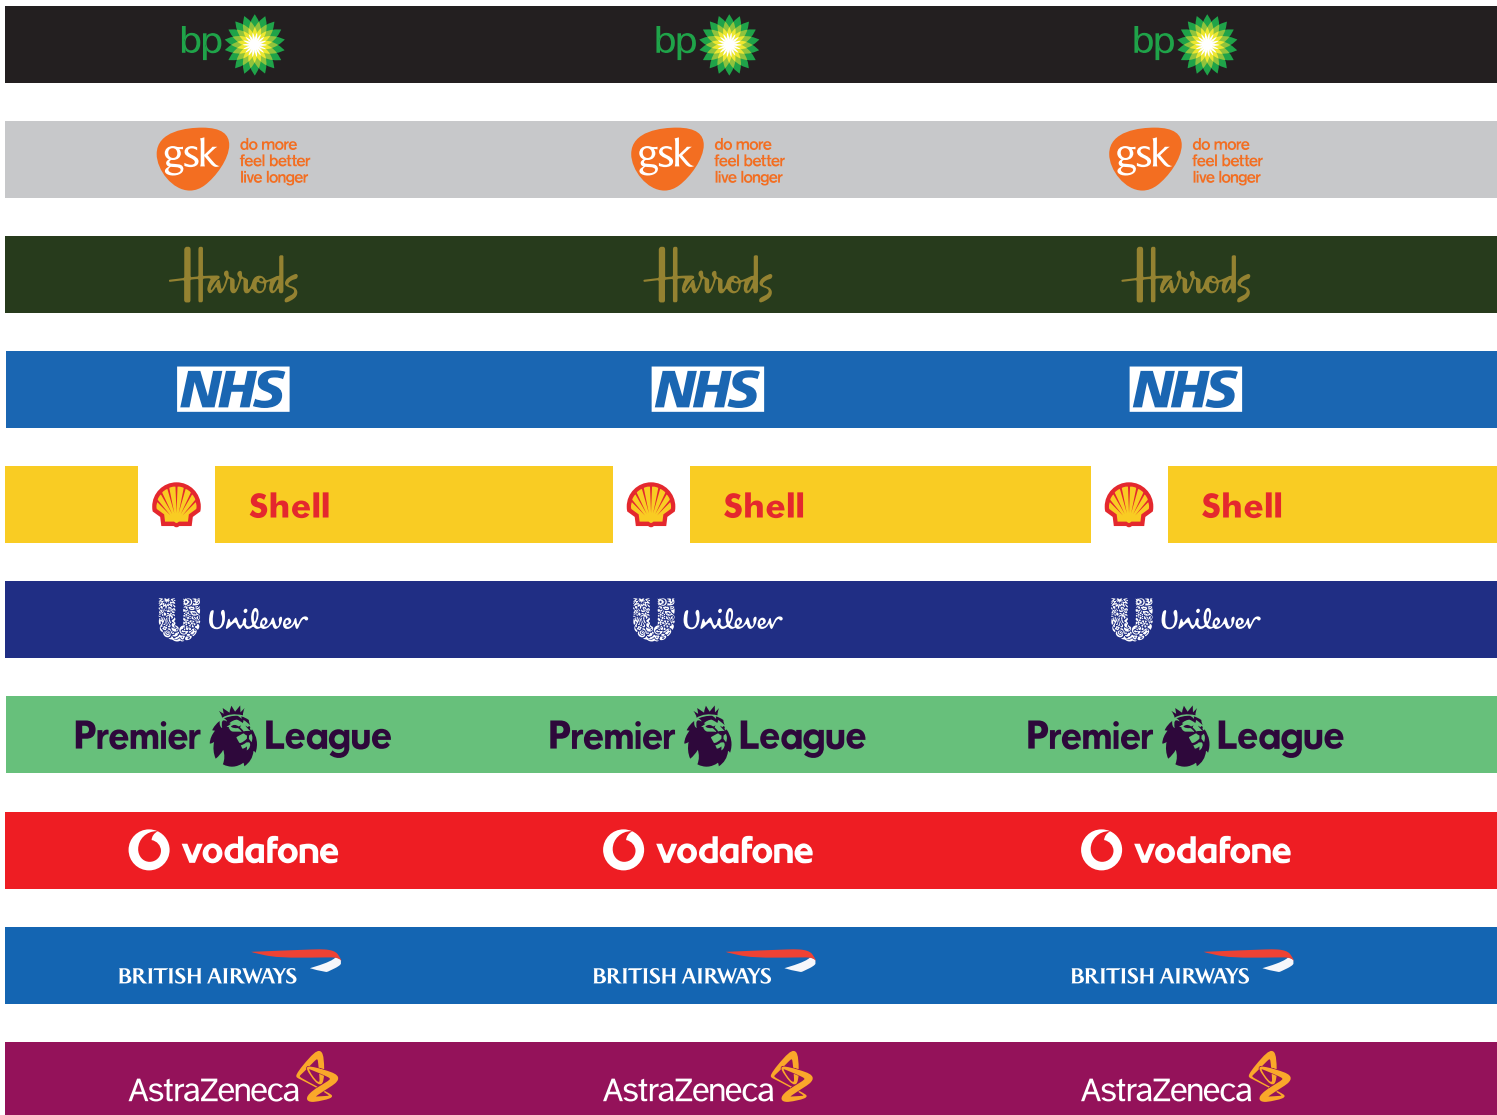 bp bp bp
gsk do more gsk do more gsk do more
feel better feel better feel better
live longer live longer live longer
Harrods Harrods Harrods
NHS NHS NHS
Shell Shell Shell
U Unilever U Unilever U Unilever
Premier League Premier League Premier League
vodafone vodafone vodafone
BRITISH AIRWAYS BRITISH AIRWAYS BRITISH AIRWAYS
AstraZeneca AstraZeneca AstraZeneca